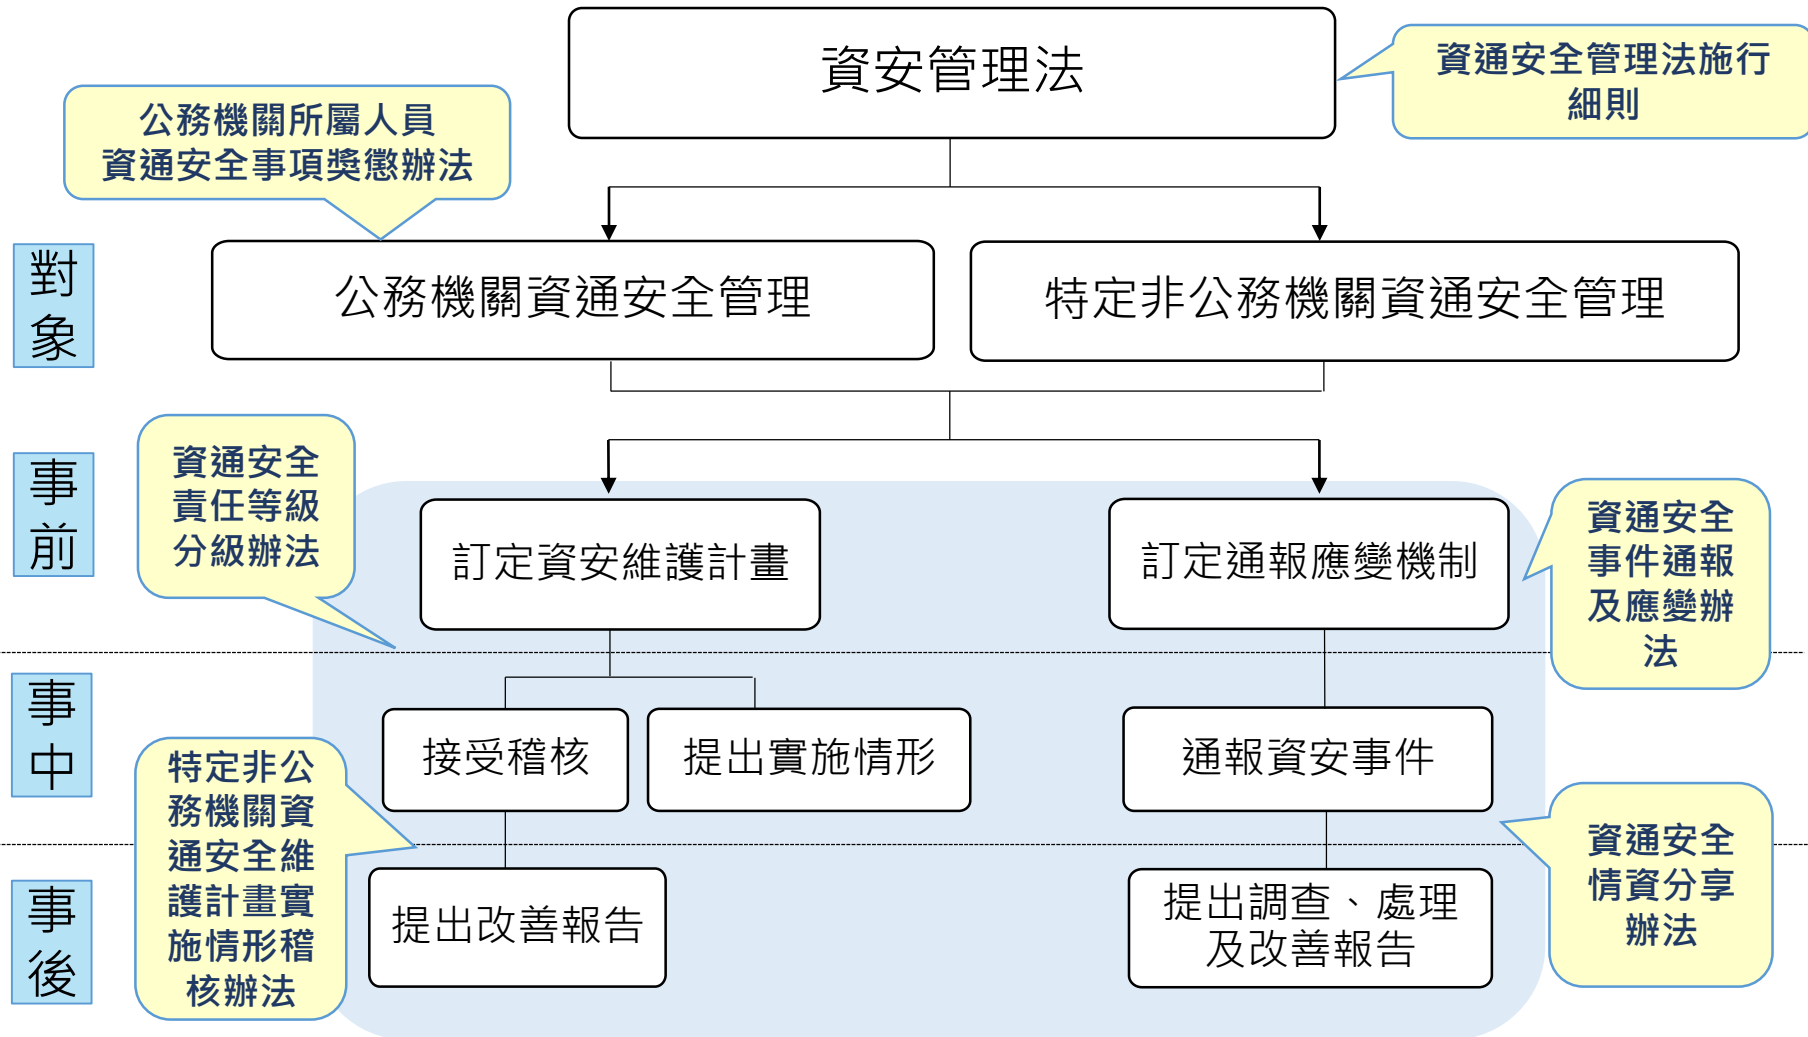 資安管理法
資通安全管理法施行
細則
公務機關所屬人員
資通安全事項獎懲辦法
對
象
公務機關資通安全管理
特定非公務機關資通安全管理
事
前
資通安全
責任等級
分級辦法
訂定資安維護計畫
訂定通報應變機制
資通安全
事件通報
及應變辦
法
事
中
接受稽核
提出實施情形
通報資安事件
特定非公
務機關資
通安全維
護計畫實
施情形稽
核辦法
資通安全
情資分享
辦法
事
後
提出改善報告
提出調查、處理
及改善報告